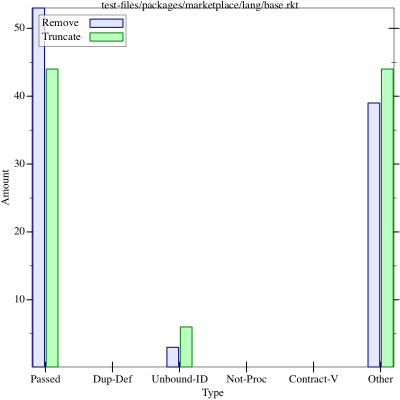 test-files/packages/marketplace/lang/base.rkt
Remove
Truncate
50
40
30
20
10
Amount
Passed Dup-Def Unbound-ID Not-Proc Contract-V Other
Type